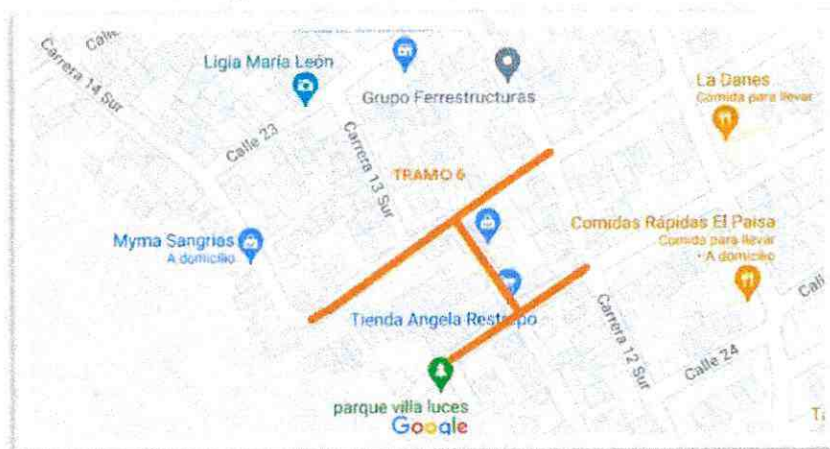 Carrera 14 Sur
Ligia María León
Grupo Ferrestructuras
La Danes
Comida para llevar
Calle 23
Carrera 13 Sur
TRAMO 6
Myrna Sangrias
A domicilio
Comidas Rápidas El Paisa
Comida para llevar
• A domicilio
Tienda Angela Restrepo
Carrera 12 Sur
Calle 24
parque villa luces
Google